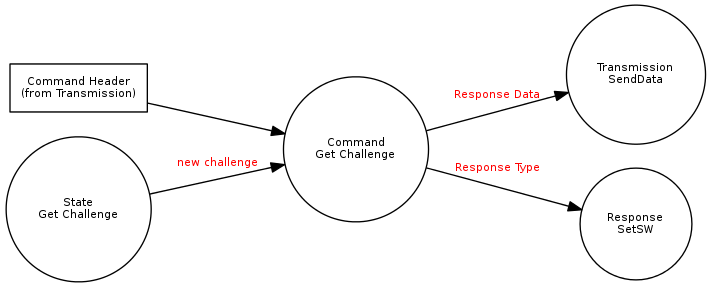 Command Header
(from Transmission)
State
Get Challenge
new challenge
Command
Get Challenge
Response Data
Response Type
Transmission
SendData
Response
SetSW